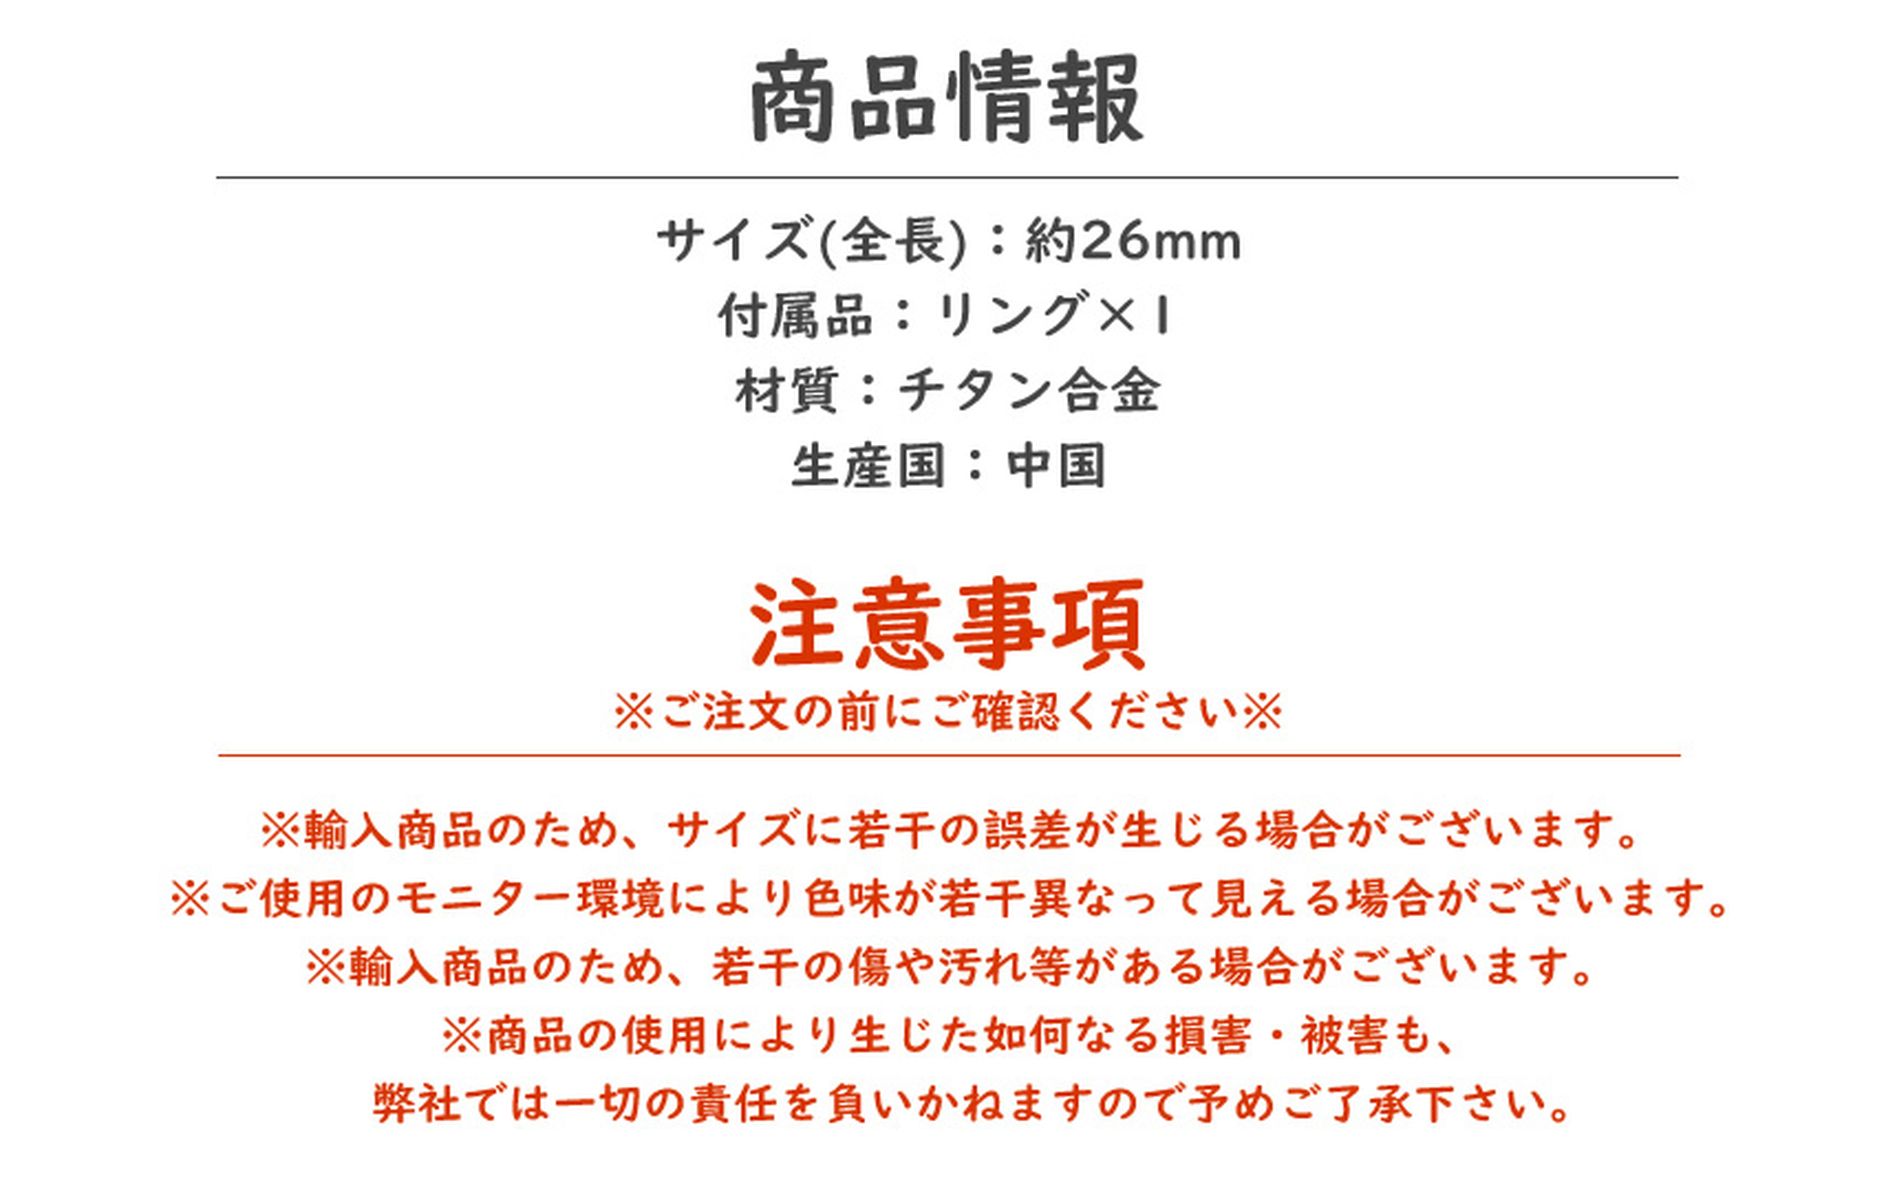 商品情報
サイズ(全長)：約26mm
付属品：リング×1
材質：チタン合金
生産国：中国
注意事項
※ご注文の前にご確認ください※
※輸入商品のため、サイズに若干の誤差が生じる場合がございます。
※ご使用のモニター環境により色味が若干異なって見える場合がございます。
※輸入商品のため、若干の傷や汚れ等がある場合がございます。
※商品の使用により生じた如何なる損害・被害も、
弊社では一切の責任を負いかねますので予めご了承下さい。